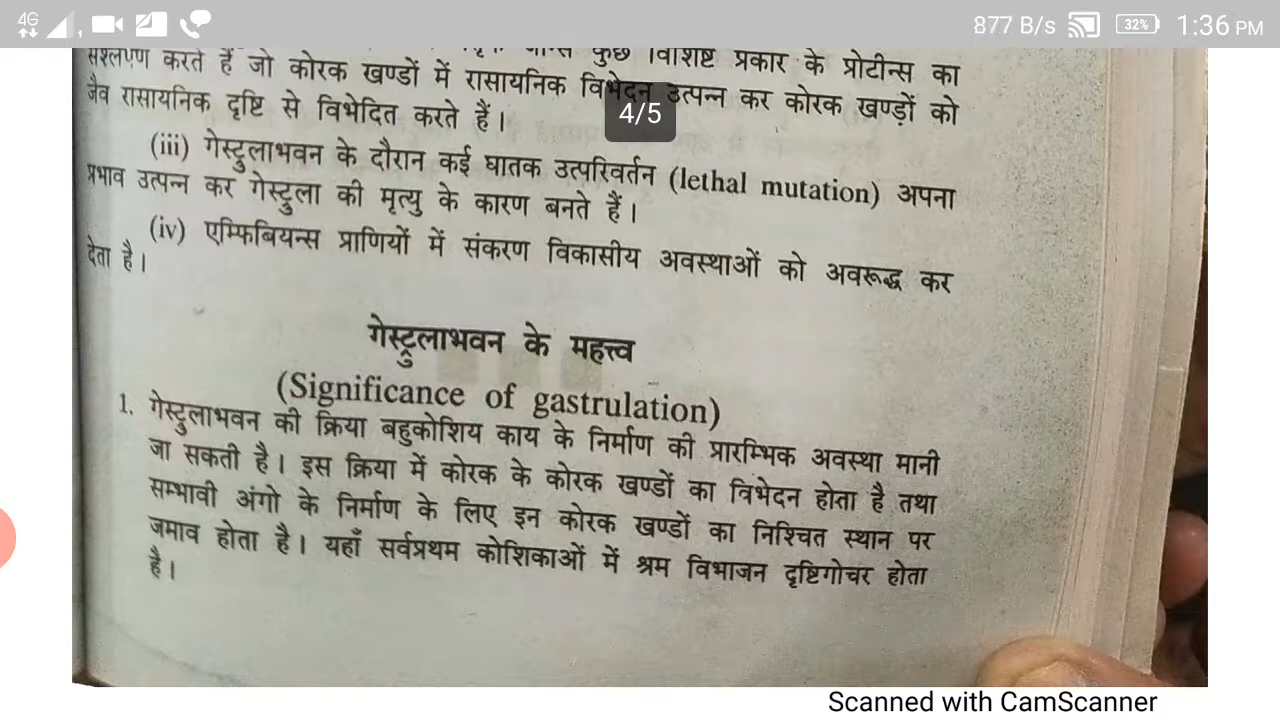 4G 877 B/s 32% 1:36 PM
कुछ विशिष्ट प्रकार के प्रोटीन्स का
संश्लेषण करते हैं जो कोरक खण्डों में रासायनिक विभेदन उत्पन्न कर कोरक खण्ड़ों को
4/5
जैव रासायनिक दृष्टि से विभेदित करते हैं।
(iii) गेस्ट्रुलाभवन के दौरान कई घातक उत्परिवर्तन (lethal mutation) अपना
प्रभाव उत्पन्न कर गेस्ट्रुला की मृत्यु के कारण बनते हैं।
(iv) एम्फिबियन्स प्राणियों में संकरण विकासीय अवस्थाओं को अवरूद्ध कर
देता है।
गेस्ट्रुलाभवन के महत्त्व
(Significance of gastrulation)
1. गेस्ट्रुलाभवन की क्रिया बहुकोशिय काय के निर्माण की प्रारम्भिक अवस्था मानी
जा सकती है। इस क्रिया में कोरक के कोरक खण्डों का विभेदन होता है तथा
सम्भावी अंगो के निर्माण के लिए इन कोरक खण्डों का निश्चित स्थान पर
जमाव होता है। यहाँ सर्वप्रथम कोशिकाओं में श्रम विभाजन दृष्टिगोचर होता
है।
Scanned with CamScanner